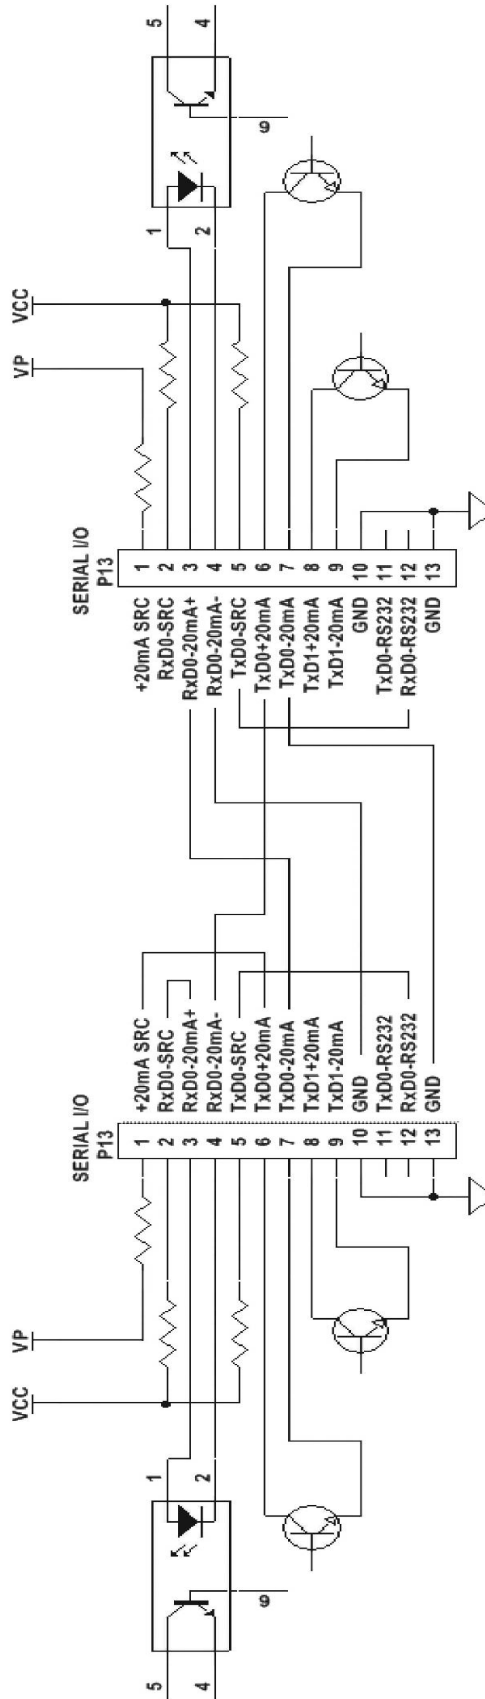 VCC
VP
SERIAL I/O
P13
1 +20mA SRC
2 RxD0-SRC
3 RxD0-20mA+
4 RxD0-20mA-
5 TxD0-SRC
6 TxD0+20mA
7 TxD0-20mA
8 TxD1+20mA
9 TxD1-20mA
10 GND
11 TxD0-RS232
12 RxD0-RS232
13 GND
5
4
6
1
2
SERIAL I/O
P13
+20mA SRC 1
RxD0-SRC 2
RxD0-20mA+ 3
RxD0-20mA- 4
TxD0-SRC 5
TxD0+20mA 6
TxD0-20mA 7
TxD1+20mA 8
TxD1-20mA 9
GND 10
TxD0-RS232 11
RxD0-RS232 12
GND 13
VP
VCC
1
2
6
5
4